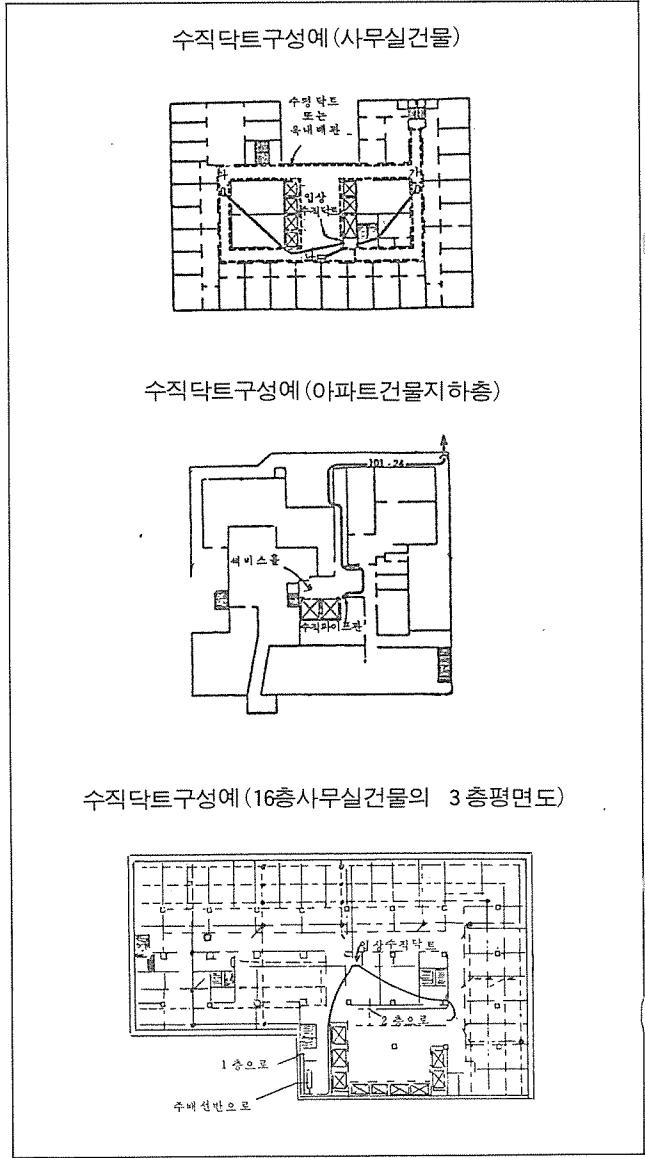 수직닥트구성예(사무실건물)
수평닥트
또는
옥내배관
입상
수직닥트
수직닥트구성예(아파트건물지하층)
101-24
써비스홀
수직파이프관
수직닥트구성예(16층사무실건물의 3층평면도)
입상수직닥트
2층으로
1층으로
주배선반으로